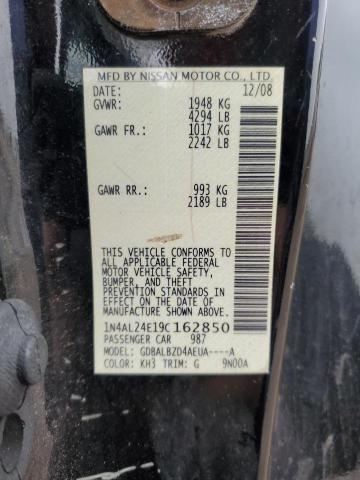 MFD BY NISSAN MOTOR CO., LTD.
DATE: 12/08
GVWR: 1948 KG
4294 LB
GAWR FR.: 1017 KG
2242 LB
GAWR RR.: 993 KG
2189 LB
THIS VEHICLE CONFORMS TO
ALL APPLICABLE FEDERAL
MOTOR VEHICLE SAFETY,
BUMPER, AND THEFT
PREVENTION STANDARDS IN
EFFECT ON THE DATE OF
MANUFACTURE SHOWN ABOVE.
1N4AL24E19C162850
PASSENGER CAR 987
MODEL: GDBALBZD4AEUA----A
COLOR: KH3 TRIM: G 9N00A